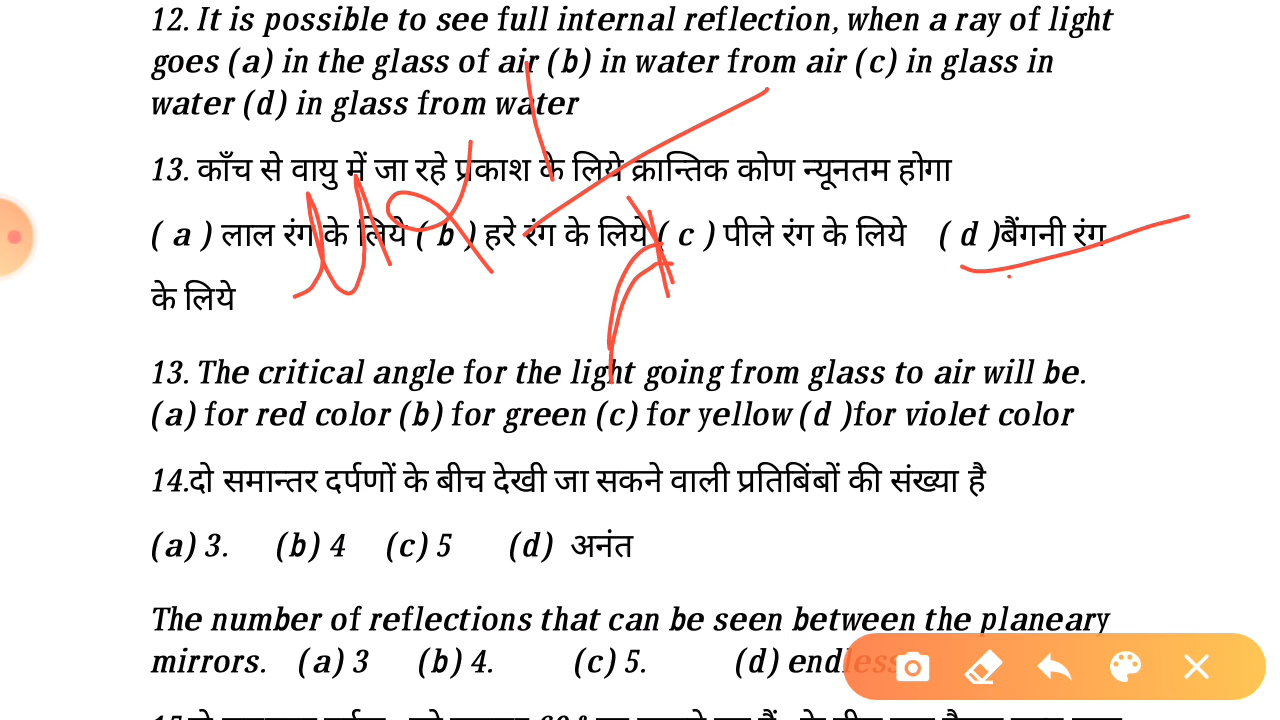 12. It is possible to see full internal reflection, when a ray of light
goes (a) in the glass of air (b) in water from air (c) in glass in
water (d) in glass from water
13. काँच से वायु में जा रहे प्रकाश के लिये क्रान्तिक कोण न्यूनतम होगा
( a ) लाल रंग के लिये ( b ) हरे रंग के लिये ( c ) पीले रंग के लिये ( d )बैंगनी रंग
के लिये
13. The critical angle for the light going from glass to air will be.
(a) for red color (b) for green (c) for yellow (d )for violet color
14.दो समान्तर दर्पणों के बीच देखी जा सकने वाली प्रतिबिंबों की संख्या है
(a) 3. (b) 4 (c) 5 (d) अनंत
The number of reflections that can be seen between the planeary
mirrors. (a) 3 (b) 4. (c) 5. (d) endless